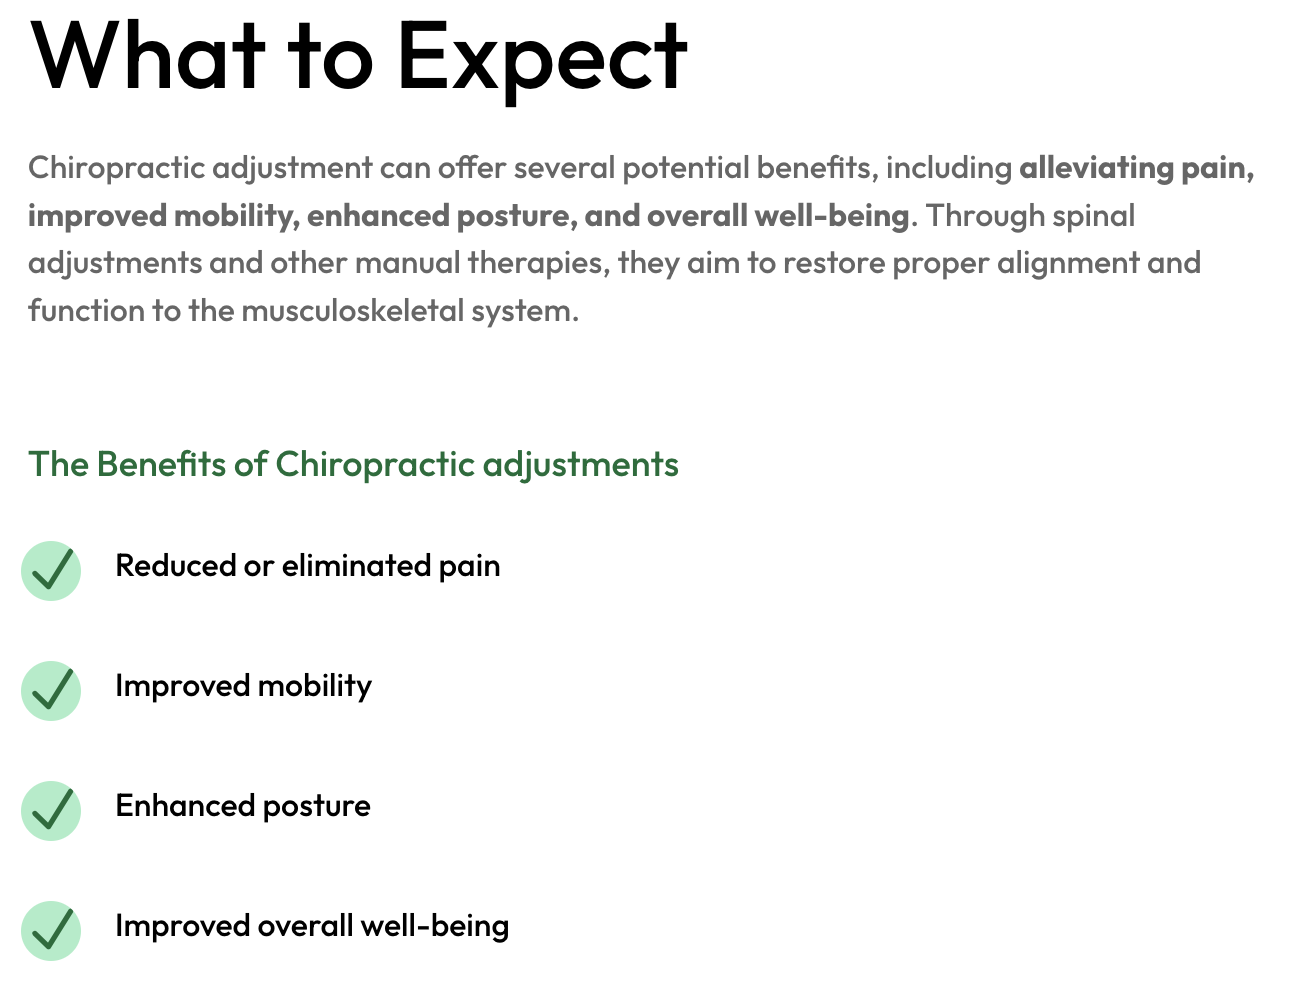 What to Expect
Chiropractic adjustment can offer several potential benefits, including alleviating pain,
improved mobility, enhanced posture, and overall well-being. Through spinal
adjustments and other manual therapies, they aim to restore proper alignment and
function to the musculoskeletal system.
The Benefits of Chiropractic adjustments
Reduced or eliminated pain
Improved mobility
Enhanced posture
Improved overall well-being